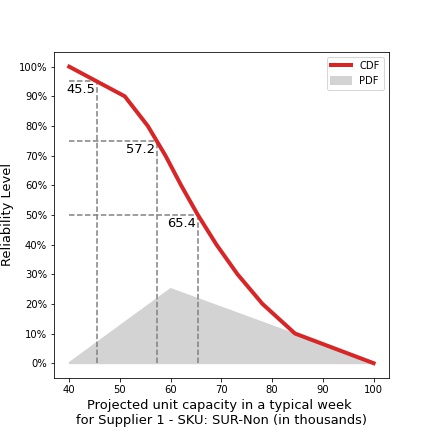 CDF
PDF
100%
90%
80%
70%
60%
50%
40%
30%
20%
10%
0%
45.5
57.2
65.4
Reliability Level
40 50 60 70 80 90 100
Projected unit capacity in a typical week
for Supplier 1 - SKU: SUR-Non (in thousands)